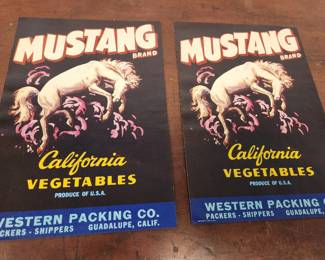 MUSTANG
BRAND
California
VEGETABLES
PRODUCE OF U.S.A.
WESTERN PACKING CO.
PACKERS - SHIPPERS GUADALUPE, CALIF.
MUSTANG
BRAND
California
VEGETABLES
PRODUCE OF U.S.A.
WESTERN PACKING
PACKERS - SHIPPERS GUADALUPE,